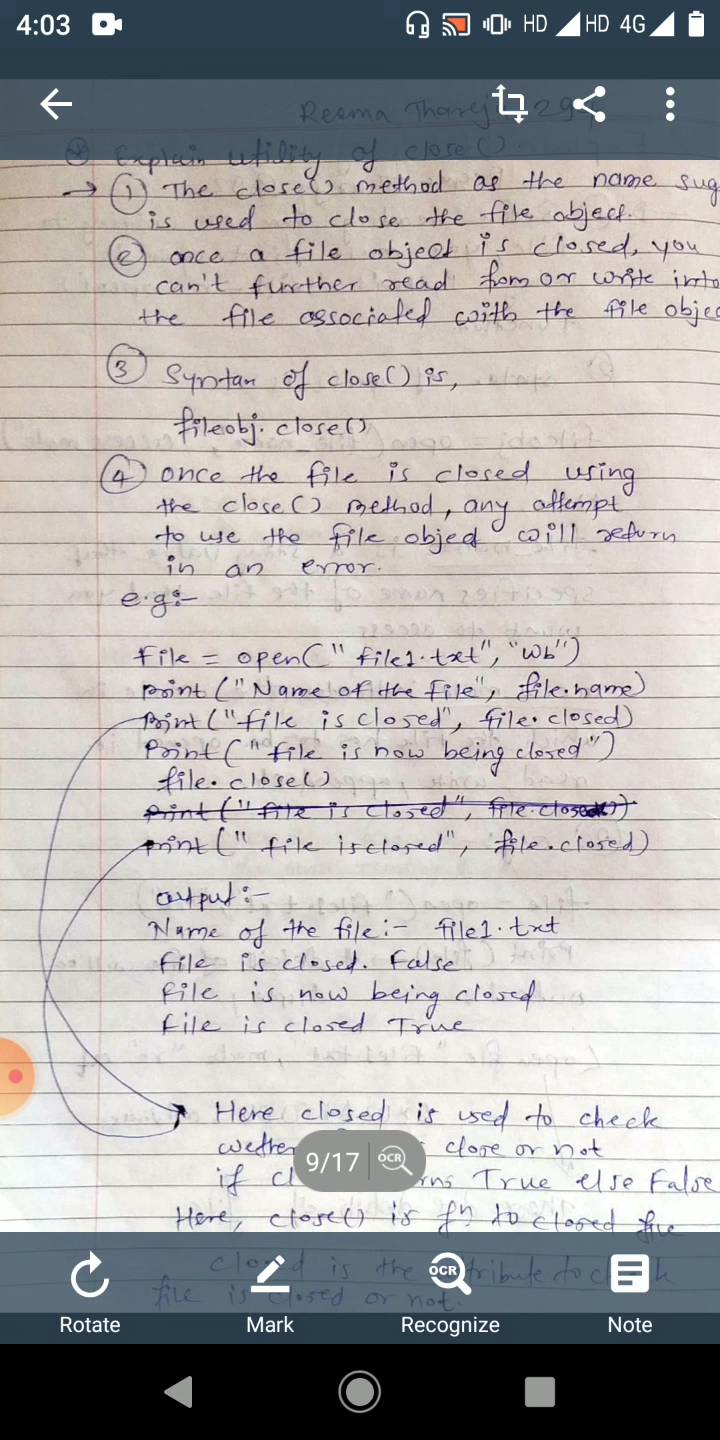 4:03 HD HD 4G
Reema Thareja 29
Explain utility of close()
→ ① The close() method as the name sug
is used to close the file object.
② once a file object is closed, you
can't further read from or write into
the file associated with the file objec
③ Syntax of close() is,
fileobj. close()
④ once the file is closed using
the close() method, any attempt
to use the file object will return
in an error.
e.g:-
File = open(" file1.txt", "wb")
print ("Name of the file", file.name)
print ("file is closed", file. closed)
Print ( "file is now being closed")
file. close()
print (" file is closed", file.closed)
print (" file is closed", file.closed)
output :-
Name of the file :- file1.txt
File is closed. False
File is now being closed
File is closed True
Here closed is used to check
wether close or not
if cl rns True else False
9/17 OCR
Here, close() is fn to closed file
closed is the tribute to ch k
file is closed or not.
OCR
Rotate Mark Recognize Note